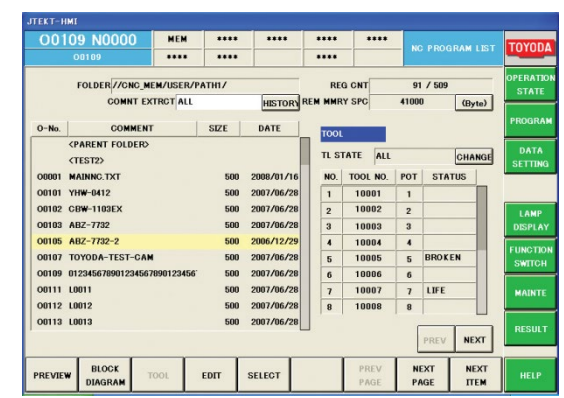 JTEKT-HMI
O0109 N0000 MEM **** **** **** ****
O0109 **** **** ****
NC PROGRAM LIST
TOYODA
FOLDER //CNC_MEM/USER/PATH1/ REG CNT 91 / 509
COMNT EXTRCT ALL HISTORY REM MMRY SPC 41000 (Byte)
O-No. COMMENT SIZE DATE
<PARENT FOLDER>
<TEST2>
O0001 MAINNC.TXT 500 2008/01/16
O0101 YHW-0412 500 2007/06/28
O0102 CBW-1103EX 500 2007/06/28
O0103 ABZ-7732 500 2007/06/28
O0105 ABZ-7732-2 500 2006/12/29
O0107 TOYODA-TEST-CAM 500 2007/06/28
O0109 012345678901234567890123456 500 2007/06/28
O0111 L0011 500 2007/06/28
O0112 L0012 500 2007/06/28
O0113 L0013 500 2007/06/28
TOOL
TL STATE ALL CHANGE
NO. TOOL NO. POT STATUS
1 10001 1
2 10002 2
3 10003 3
4 10004 4
5 10005 5 BROKEN
6 10006 6
7 10007 7 LIFE
8 10008 8
PREV NEXT
OPERATION
STATE
PROGRAM
DATA
SETTING
LAMP
DISPLAY
FUNCTION
SWITCH
MAINTE
RESULT
HELP
PREVIEW
BLOCK
DIAGRAM
TOOL
EDIT
SELECT
PREV
PAGE
NEXT
PAGE
NEXT
ITEM